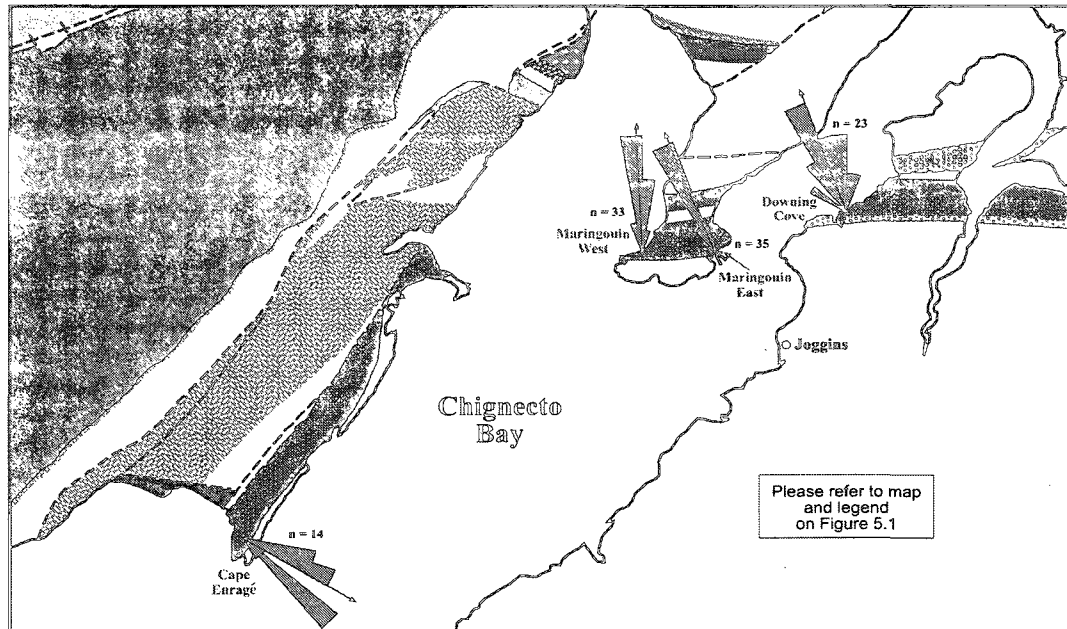 n = 23
Downing
Cove
n = 33
Maringouin
West
n = 35
Maringouin
East
Joggins
Chignecto
Bay
Please refer to map
and legend
on Figure 5.1
n = 14
Cape
Enragé